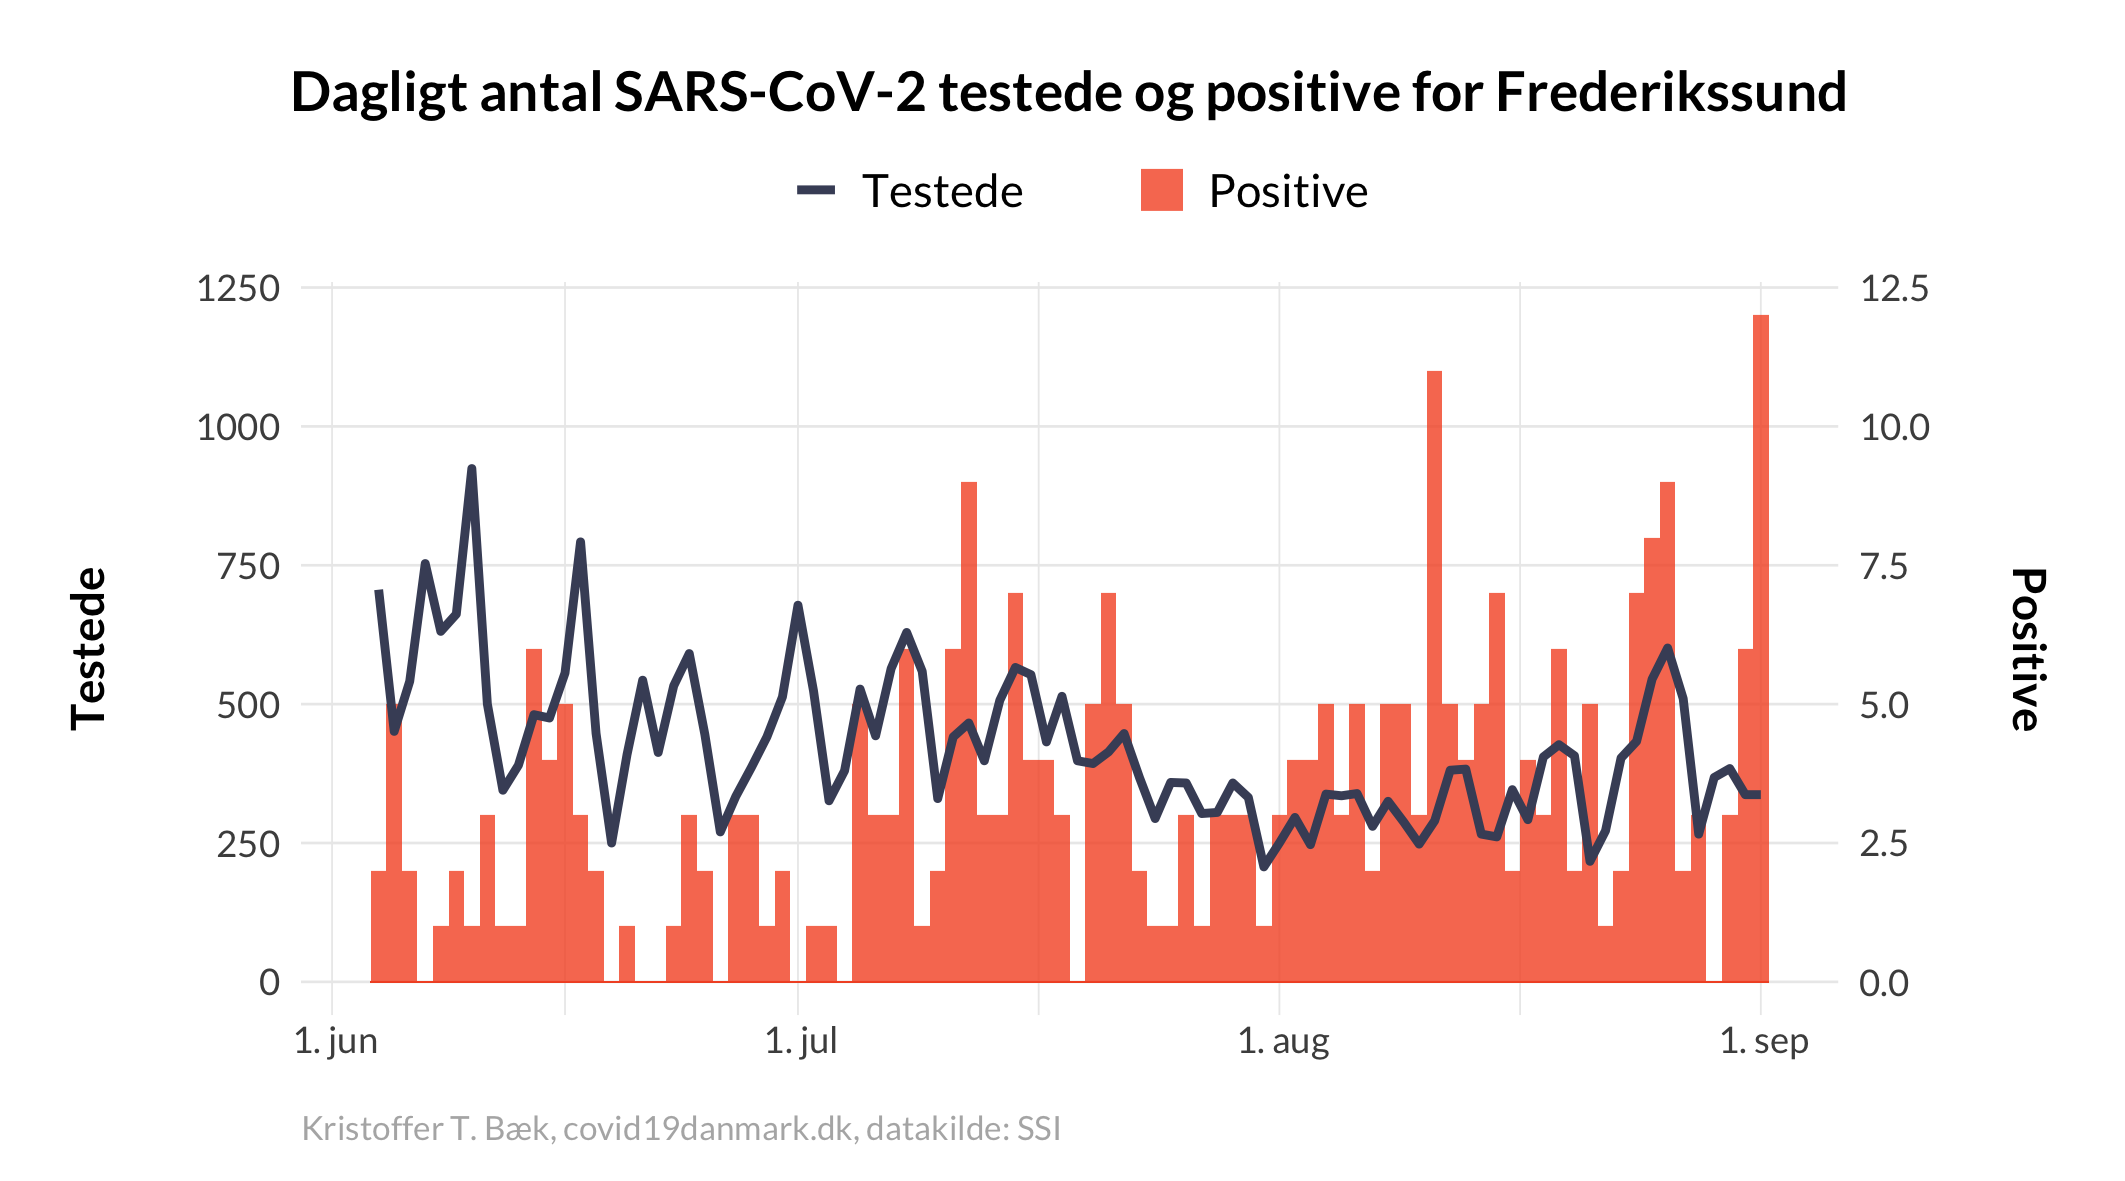 Dagligt antal SARS-CoV-2 testede og positive for Frederikssund
Testede
Positive
1250
1000
750
500
250
0
12.5
10.0
7.5
5.0
2.5
0.0
Testede
Positive
1. jun
1. jul
1. aug
1. sep
Kristoffer T. Bæk, covid19danmark.dk, datakilde: SSI